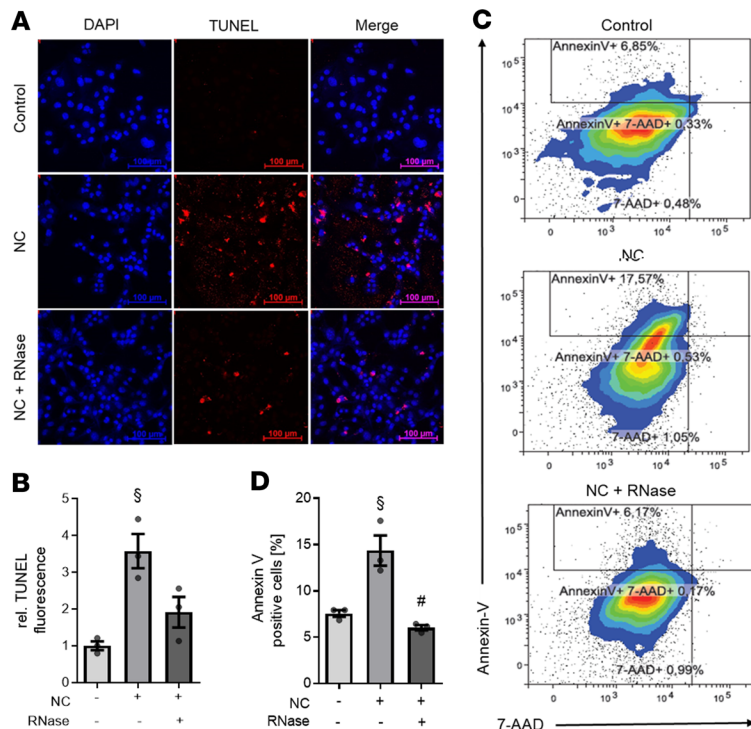 A
DAPI TUNEL Merge
Control
100 µm 100 µm 100 µm
NC
100 µm 100 µm 100 µm
NC + RNase
100 µm 100 µm 100 µm
B
rel. TUNEL
fluorescence
5
4
3
2
1
0
§
NC - + +
RNase - - +
D
Annexin V
positive cells [%]
20
15
10
5
0
§
#
NC - + +
RNase - - +
C
Control
AnnexinV+ 6,85%
AnnexinV+ 7-AAD+ 0,33%
7-AAD+ 0,48%
10⁵
10⁴
10³
0
0 10³ 10⁴ 10⁵
NC
AnnexinV+ 17,57%
AnnexinV+ 7-AAD+ 0,53%
7-AAD+ 1,05%
10⁵
10⁴
10³
0
0 10³ 10⁴ 10⁵
NC + RNase
AnnexinV+ 6,17%
AnnexinV+ 7-AAD+ 0,17%
7-AAD+ 0,99%
10⁵
10⁴
10³
0
0 10³ 10⁴ 10⁵
Annexin-V
7-AAD